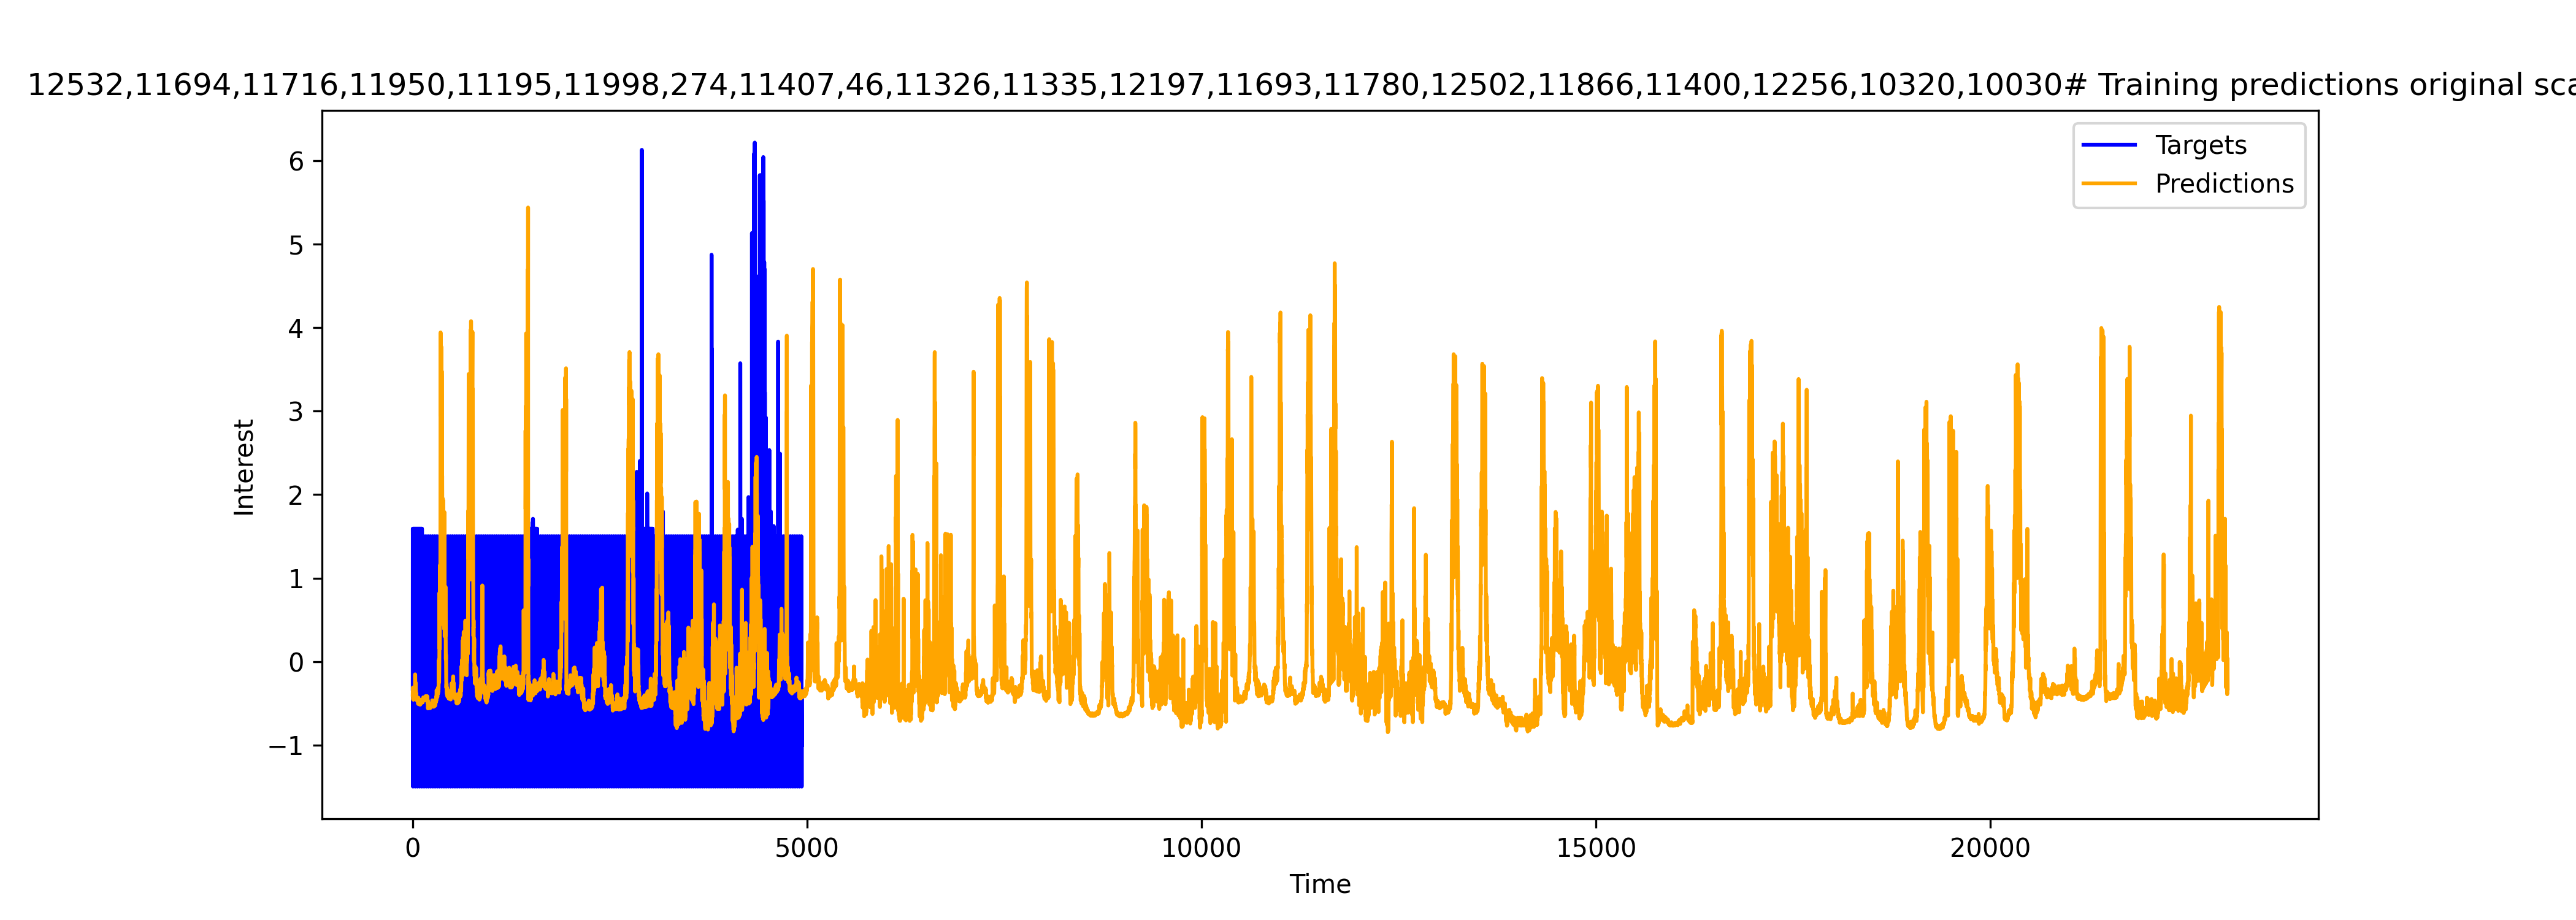 12532,11694,11716,11950,11195,11998,274,11407,46,11326,11335,12197,11693,11780,12502,11866,11400,12256,10320,10030# Training predictions original sca
Targets
Predictions
6
5
4
3
2
1
0
−1
Interest
0
5000
10000
15000
20000
Time